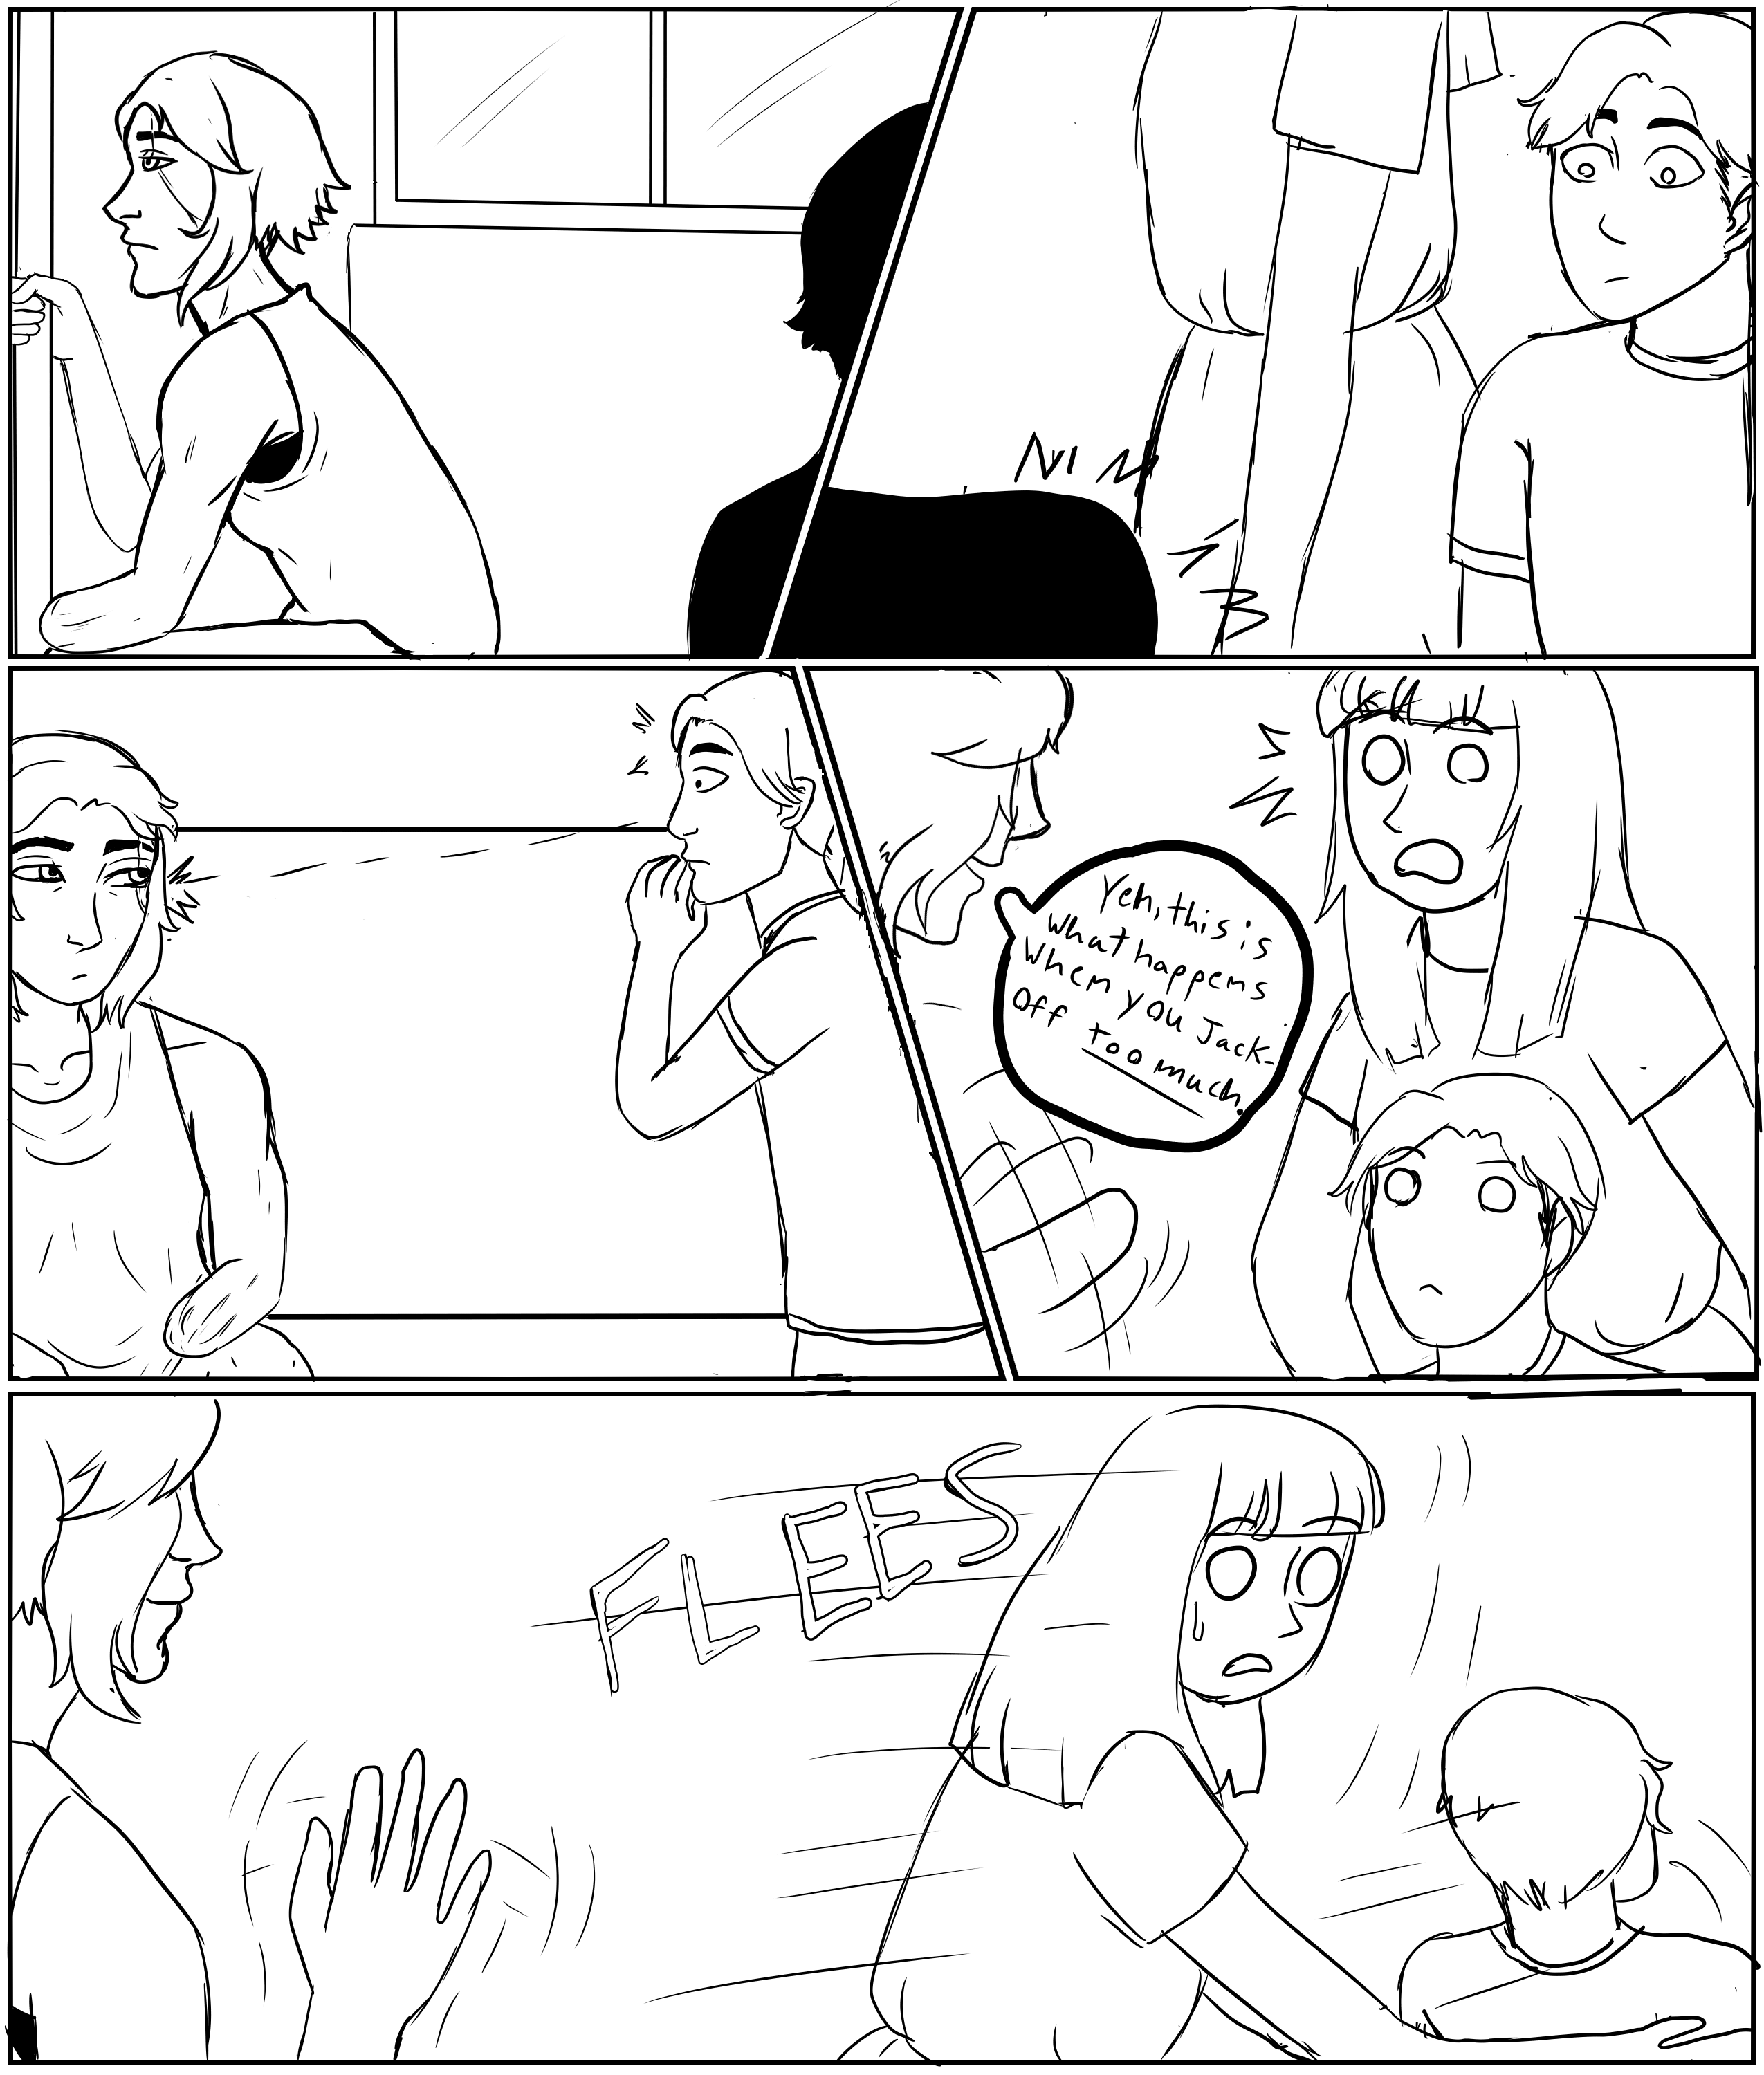 Yeh, this is
what happens
when you Jack-
Off too much.
FLEES